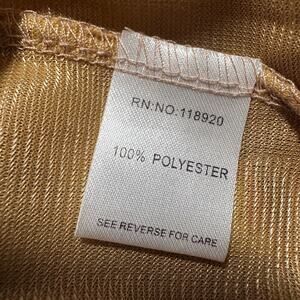 RN:NO:118920
100% POLYESTER
SEE REVERSE FOR CARE